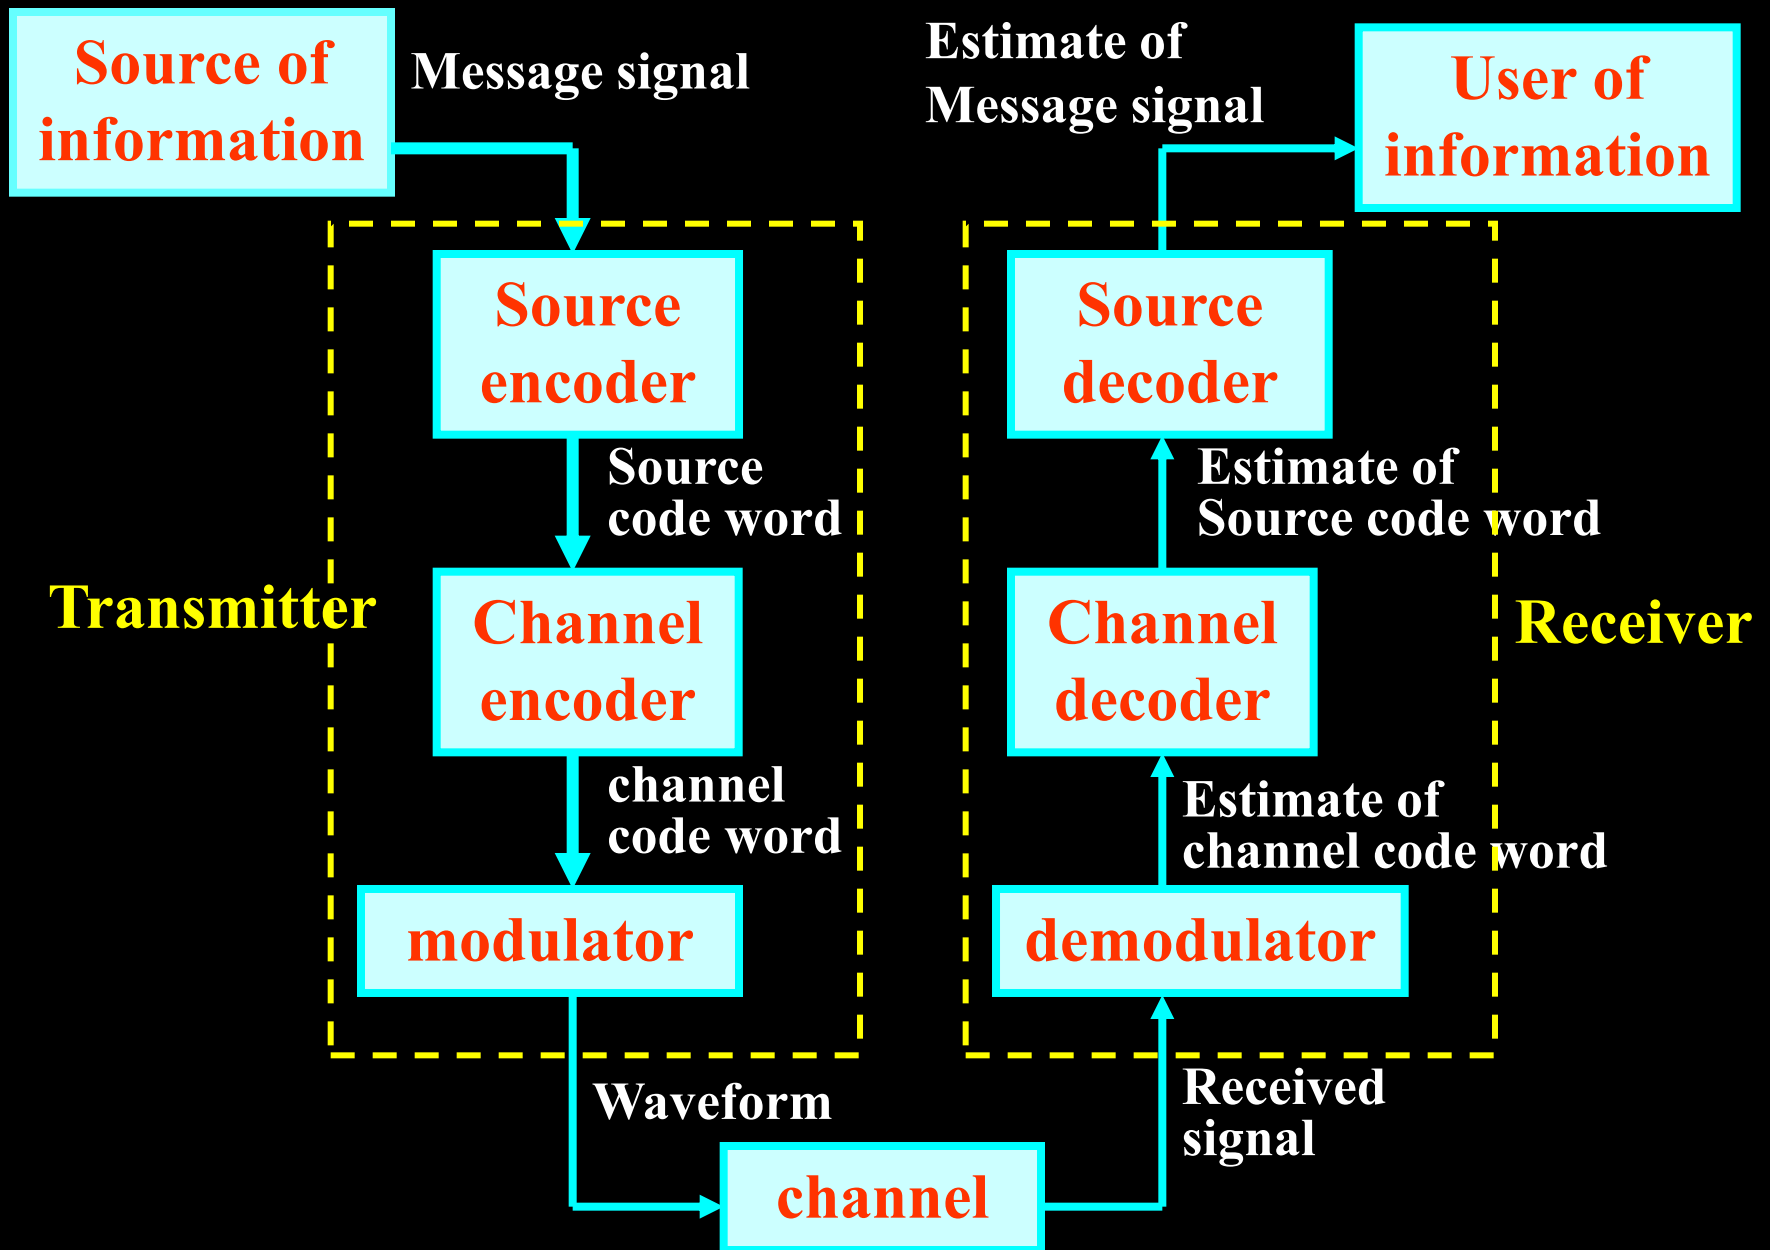 Source of
information
Message signal
Estimate of
Message signal
User of
information
Source
encoder
Source
decoder
Source
code word
Estimate of
Source code word
Transmitter
Channel
encoder
Channel
decoder
Receiver
channel
code word
Estimate of
channel code word
modulator
demodulator
Waveform
Received
signal
channel